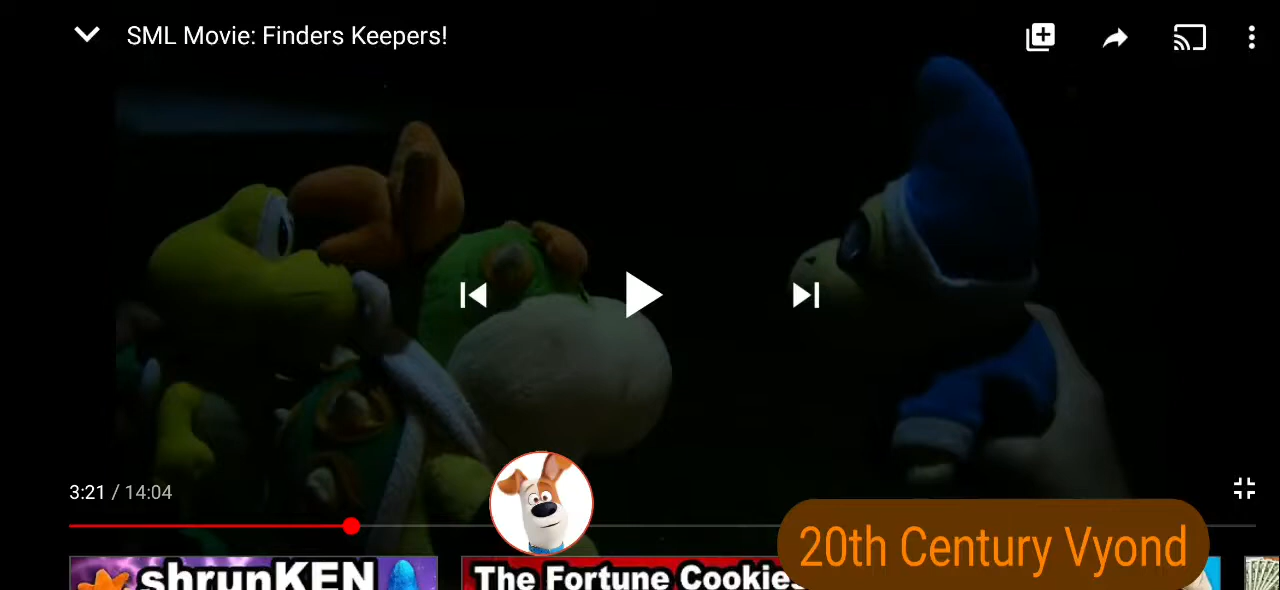 SML Movie: Finders Keepers!
3:21 / 14:04
shrunKEN
The Fortune Cookies
20th Century Vyond